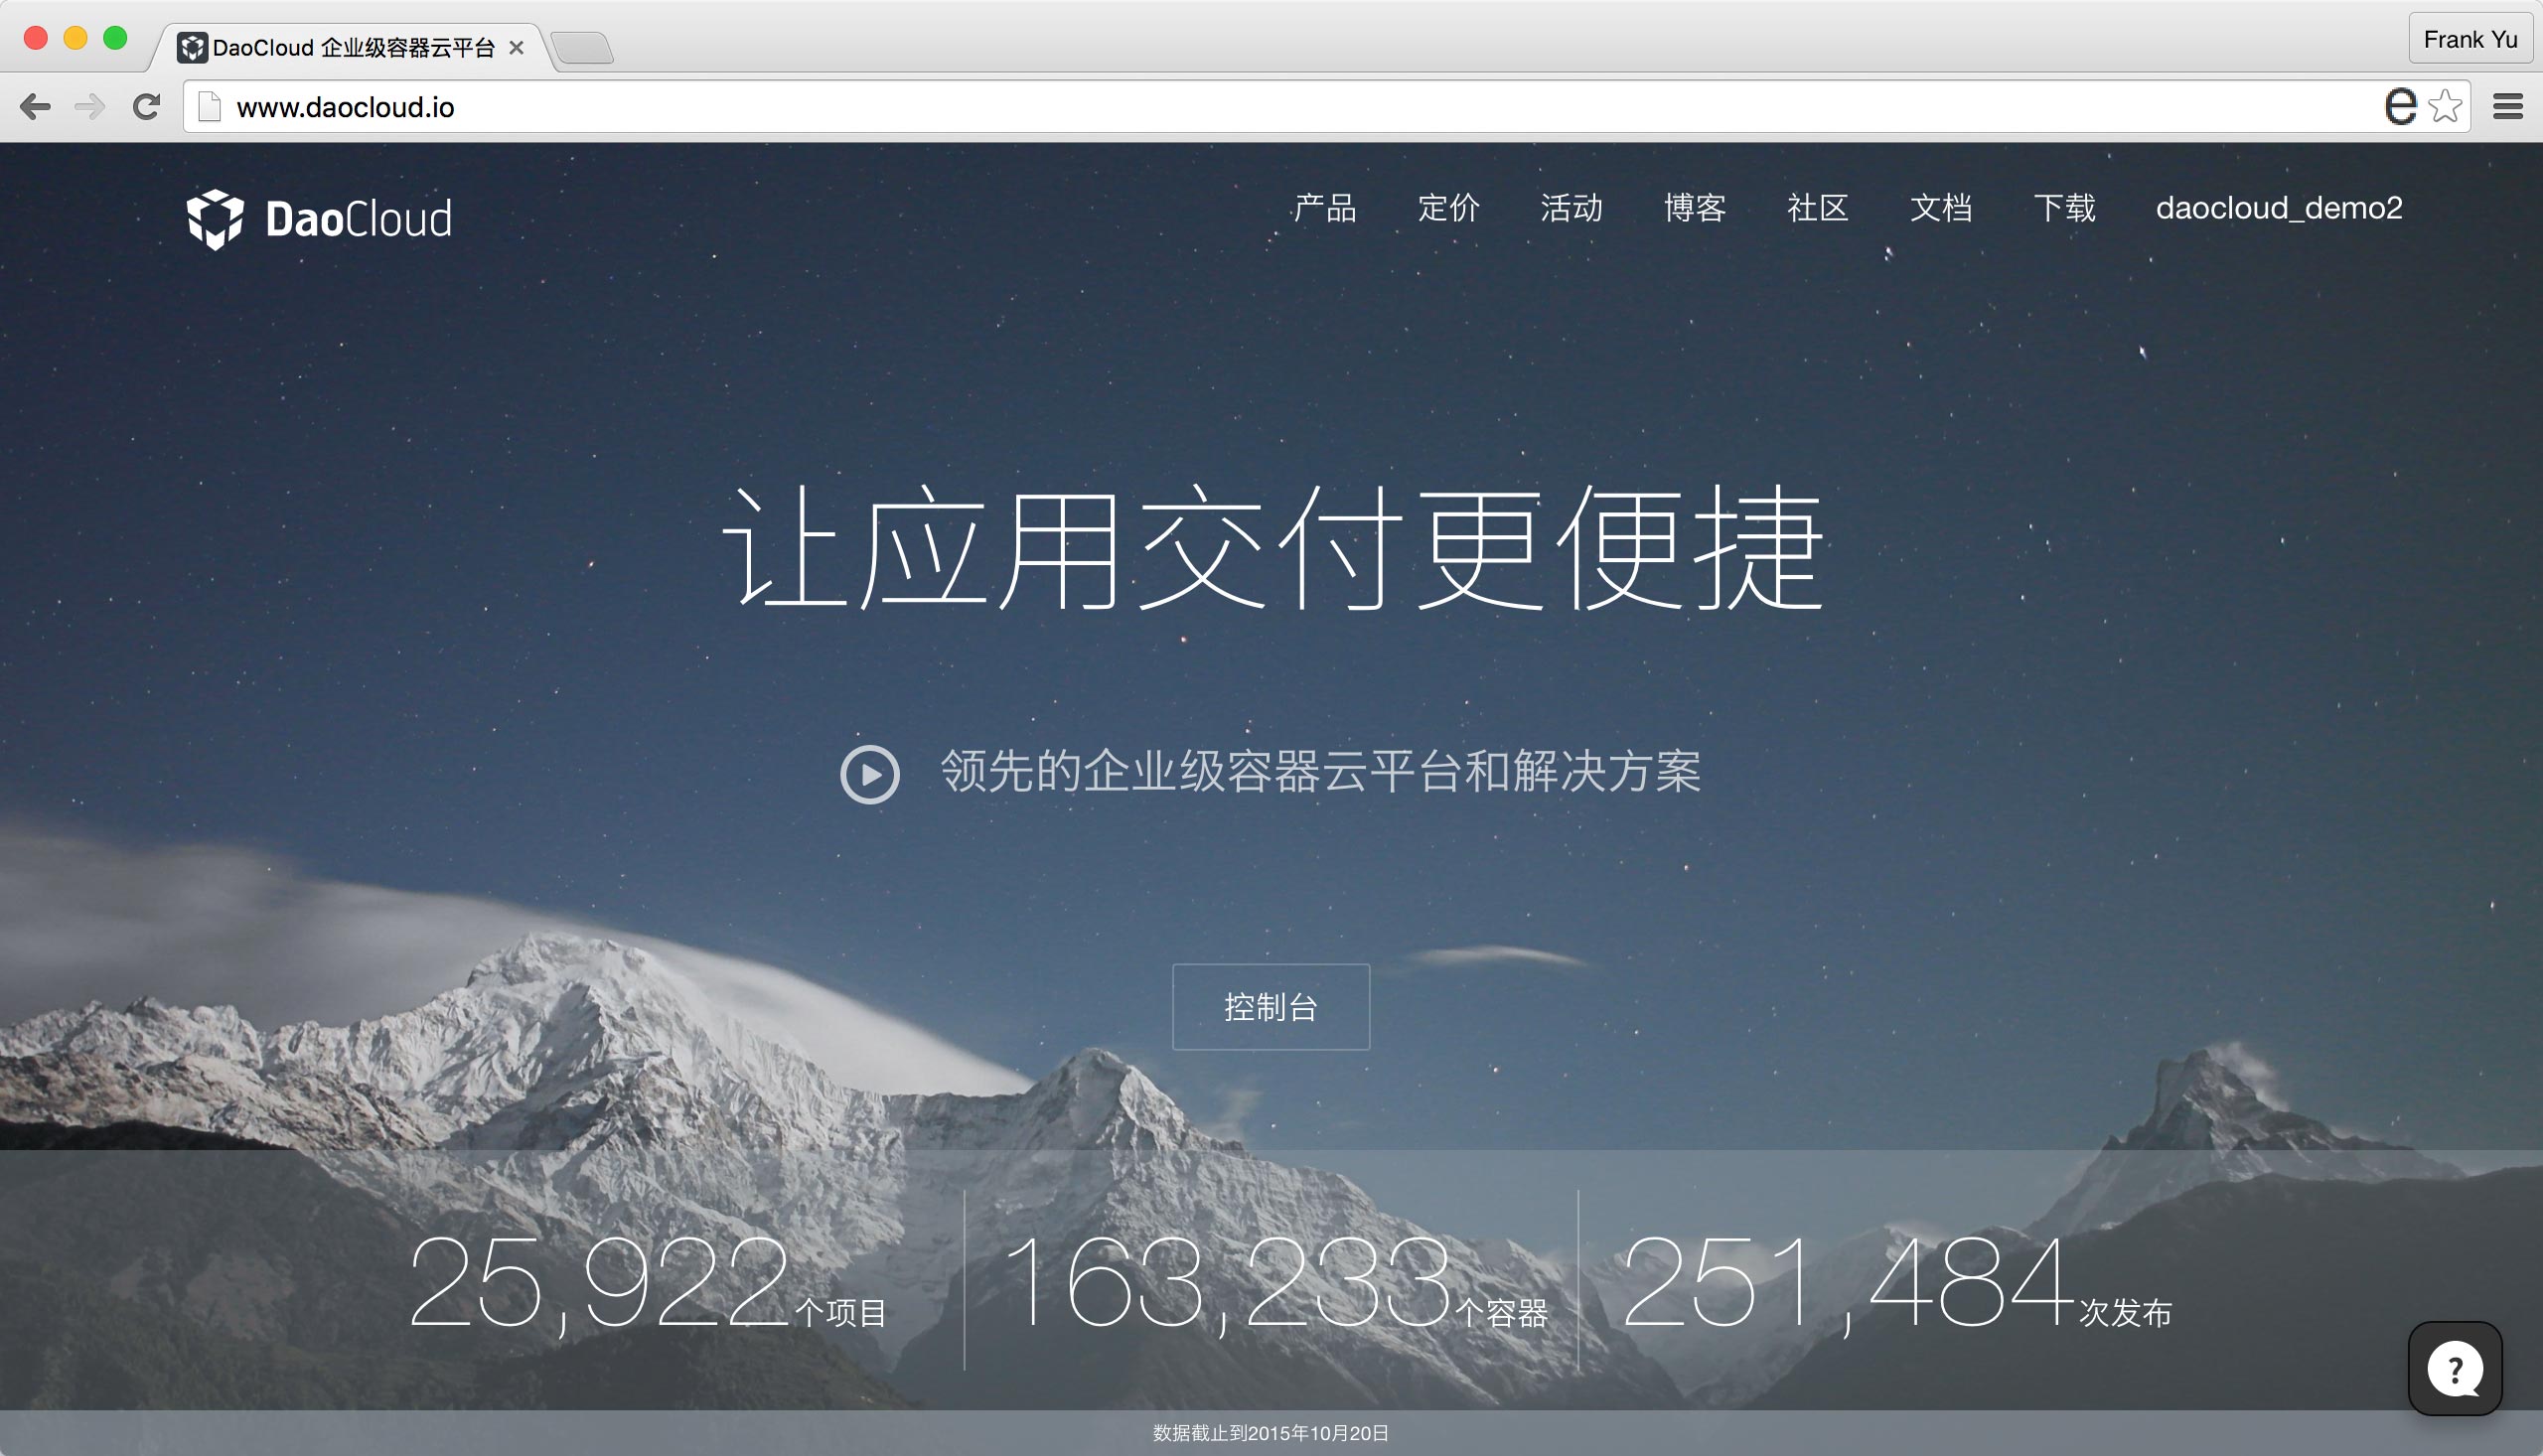 DaoCloud 企业级容器云平台
Frank Yu
www.daocloud.io
DaoCloud
产品 定价 活动 博客 社区 文档 下载 daocloud_demo2
让应用交付更便捷
领先的企业级容器云平台和解决方案
控制台
25,922个项目 163,233个容器 251,484次发布
?
数据截止到2015年10月20日